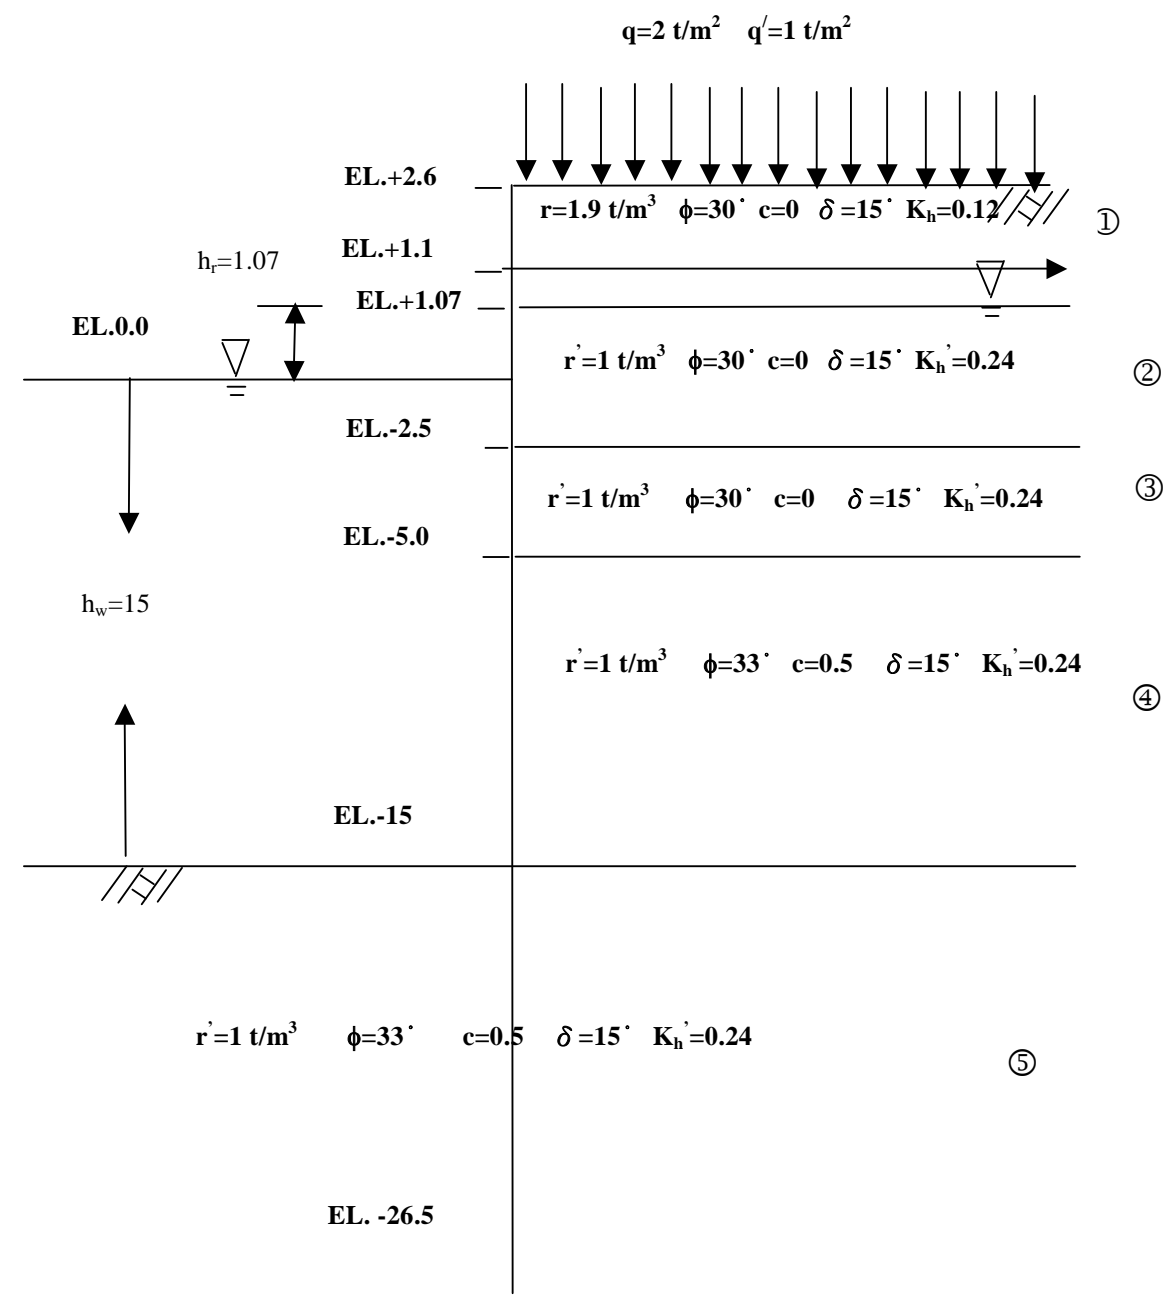 q=2 t/m² q′=1 t/m²
EL.+2.6
r=1.9 t/m³ ϕ=30° c=0 δ=15° Kₕ=0.12
①
EL.+1.1
hᵣ=1.07
EL.+1.07
EL.0.0
r'=1 t/m³ ϕ=30° c=0 δ=15° Kₕ'=0.24
②
EL.-2.5
r'=1 t/m³ ϕ=30° c=0 δ=15° Kₕ'=0.24
③
EL.-5.0
h_w=15
r'=1 t/m³ ϕ=33° c=0.5 δ=15° Kₕ'=0.24
④
EL.-15
r'=1 t/m³ ϕ=33° c=0.5 δ=15° Kₕ'=0.24
⑤
EL. -26.5